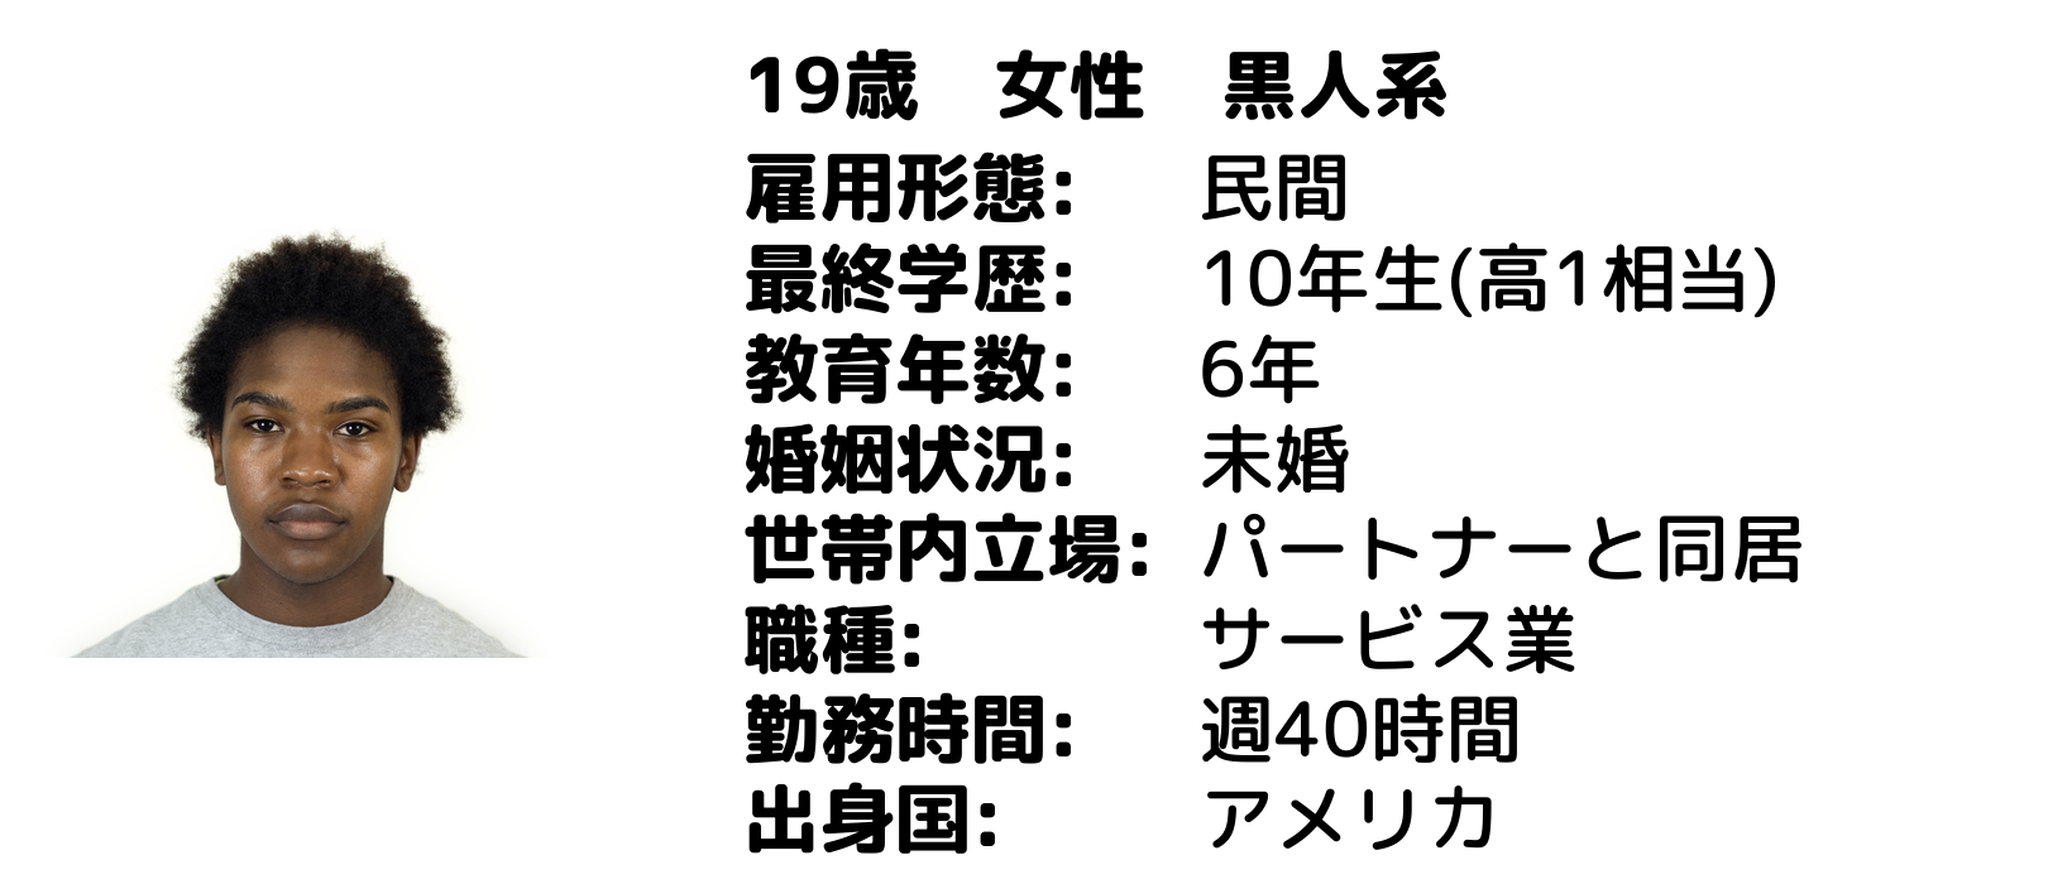 19歳　女性　黒人系
雇用形態:　民間
最終学歴:　10年生(高1相当)
教育年数:　6年
婚姻状況:　未婚
世帯内立場:　パートナーと同居
職種:　サービス業
勤務時間:　週40時間
出身国:　アメリカ